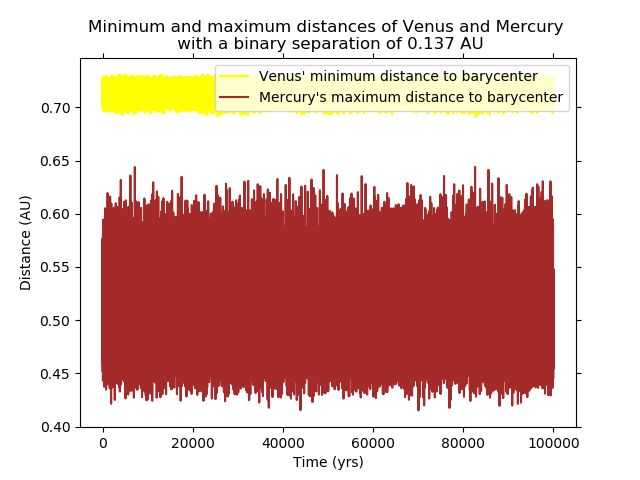 Minimum and maximum distances of Venus and Mercury
with a binary separation of 0.137 AU
Venus' minimum distance to barycenter
Mercury's maximum distance to barycenter
0.70
0.65
0.60
0.55
0.50
0.45
0.40
Distance (AU)
0
20000
40000
60000
80000
100000
Time (yrs)